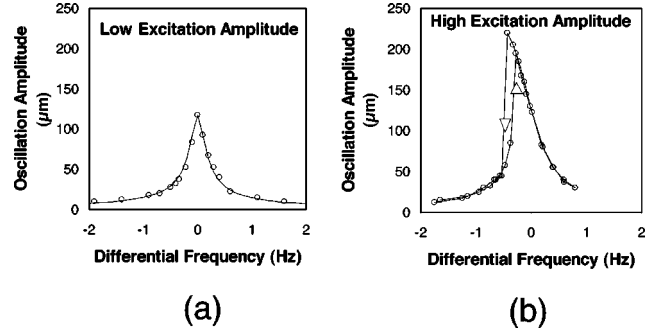 Low Excitation Amplitude
Oscillation Amplitude
(µm)
250
200
150
100
50
0
-2
-1
0
1
2
Differential Frequency (Hz)
(a)
High Excitation Amplitude
Oscillation Amplitude
(µm)
250
200
150
100
50
0
-2
-1
0
1
2
Differential Frequency (Hz)
(b)